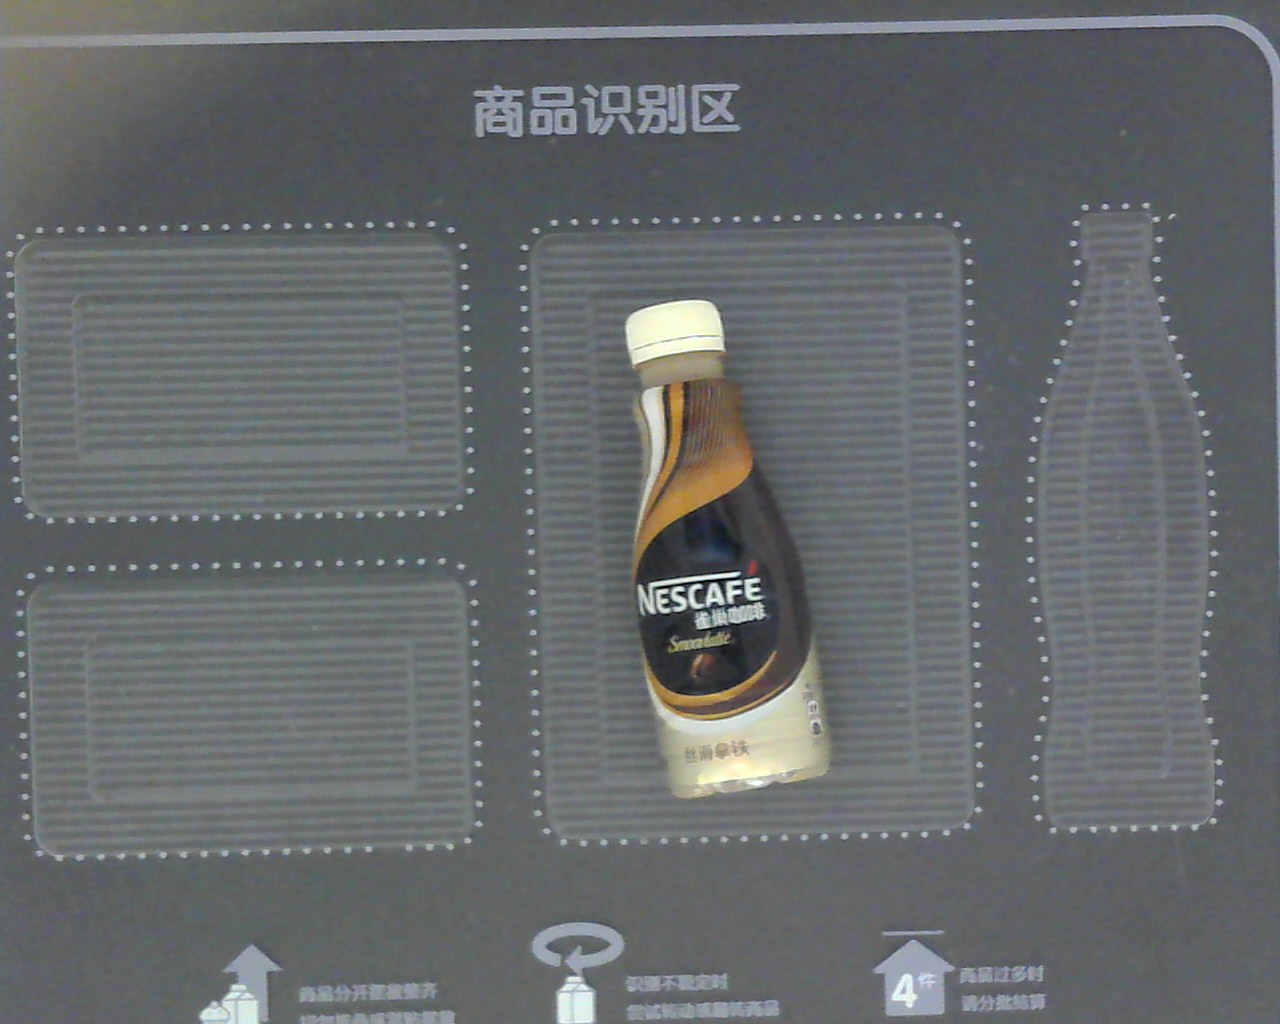 商品识别区
NESCAFÉ
雀巢咖啡
Smoovlatté
丝滑拿铁
商品分开摆放整齐
识别不稳定时
尝试转动或翻转商品
4件
商品过多时
请分批结算